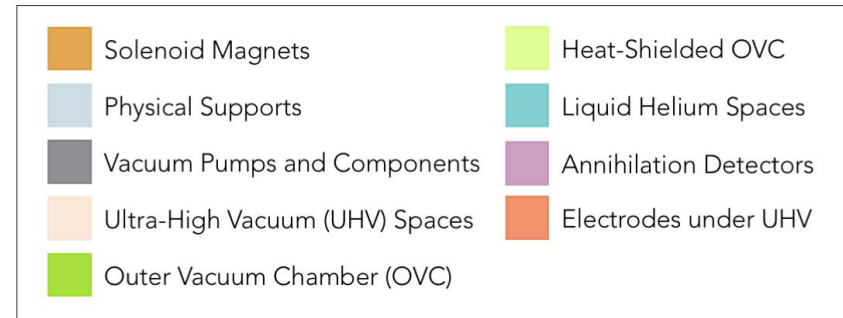 Solenoid Magnets
Physical Supports
Vacuum Pumps and Components
Ultra-High Vacuum (UHV) Spaces
Outer Vacuum Chamber (OVC)
Heat-Shielded OVC
Liquid Helium Spaces
Annihilation Detectors
Electrodes under UHV